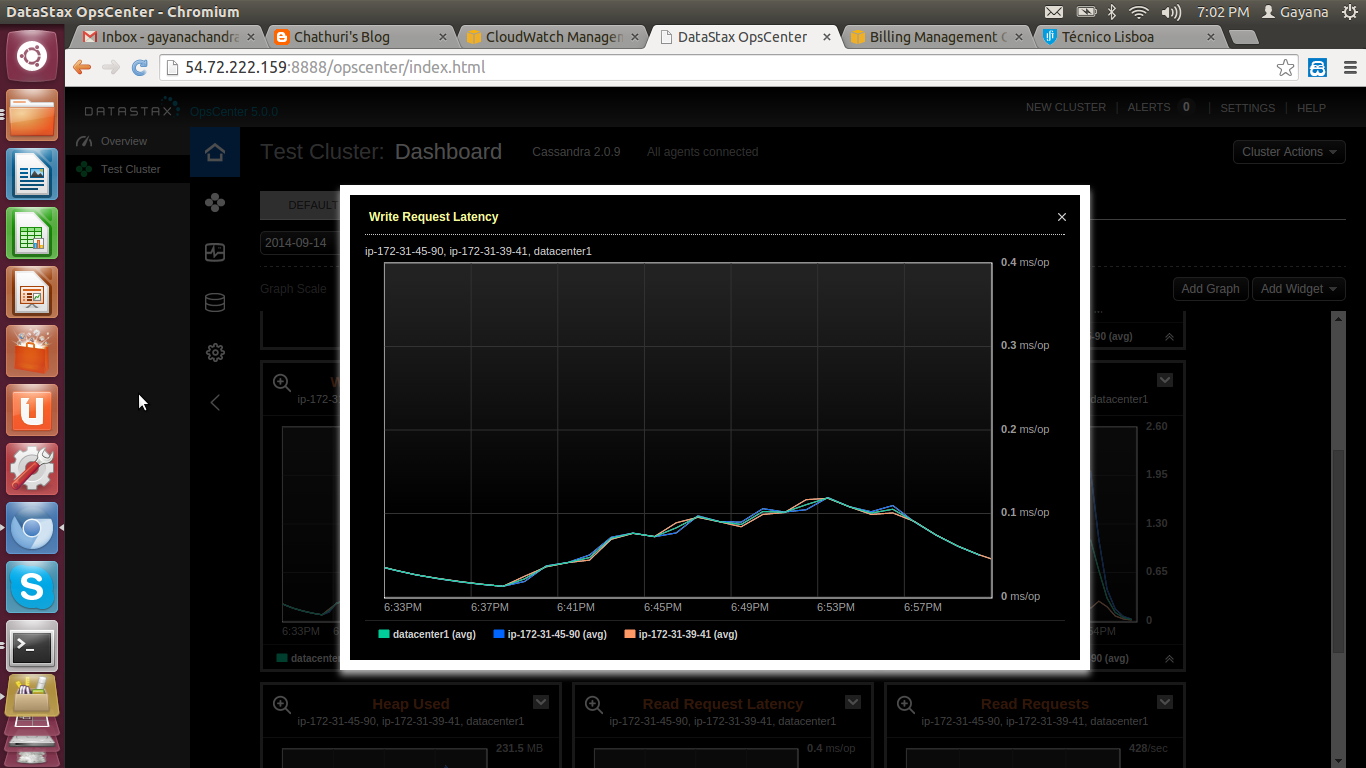 DataStax OpsCenter - Chromium
7:02 PM
Gayana
Inbox - gayanachandra
Chathuri's Blog
CloudWatch Managem
DataStax OpsCenter
Billing Management C
Técnico Lisboa
54.72.222.159:8888/opscenter/index.html
DATASTAX
OpsCenter 5.0.0
NEW CLUSTER
ALERTS 0
SETTINGS
HELP
Overview
Test Cluster
Test Cluster: Dashboard
Cassandra 2.0.9
All agents connected
Cluster Actions
DEFAULT
2014-09-14
Graph Scale
Add Graph
Add Widget
Write Request Latency
ip-172-31-45-90, ip-172-31-39-41, datacenter1
0.4 ms/op
0.3 ms/op
0.2 ms/op
0.1 ms/op
0 ms/op
6:33PM
6:37PM
6:41PM
6:45PM
6:49PM
6:53PM
6:57PM
datacenter1 (avg)
ip-172-31-45-90 (avg)
ip-172-31-39-41 (avg)
...
-90 (avg)
W
ip-172-3
datacenter1
2.60
1.95
1.30
0.65
0
6:33PM
54PM
datacente
-90 (avg)
Heap Used
ip-172-31-45-90, ip-172-31-39-41, datacenter1
231.5 MB
Read Request Latency
ip-172-31-45-90, ip-172-31-39-41, datacenter1
0.4 ms/op
Read Requests
ip-172-31-45-90, ip-172-31-39-41, datacenter1
428/sec